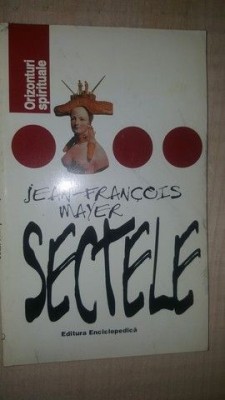 Orizonturi
spirituale
JEAN-FRANÇOIS
MAYER
SECTELE
Editura Enciclopedică